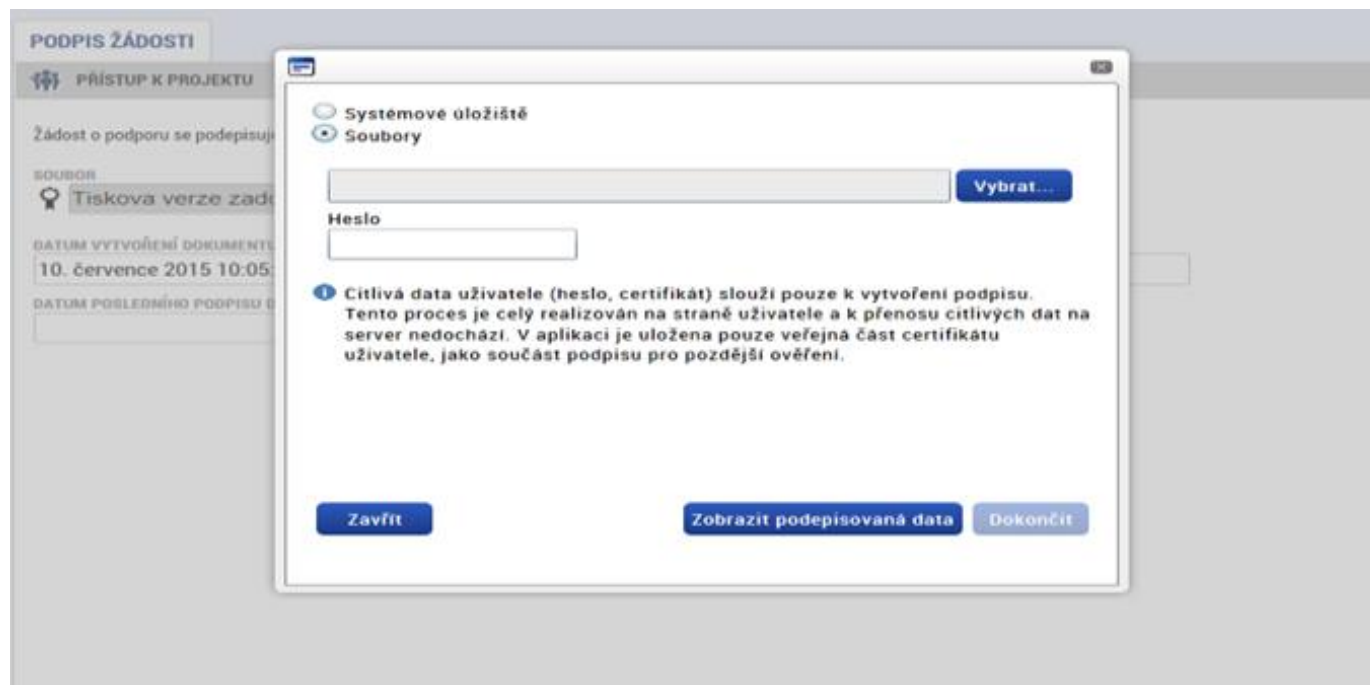 PODPIS ŽÁDOSTI
PŘÍSTUP K PROJEKTU
Žádost o podporu se podepisuj
SOUBOR
Tiskova verze zado
DATUM VYTVOŘENÍ DOKUMENTU
10. července 2015 10:05:
DATUM POSLEDNÍHO PODPISU D
Systémové úložiště
Soubory
Vybrat...
Heslo
Citlivá data uživatele (heslo, certifikát) slouží pouze k vytvoření podpisu.
Tento proces je celý realizován na straně uživatele a k přenosu citlivých dat na
server nedochází. V aplikaci je uložena pouze veřejná část certifikátu
uživatele, jako součást podpisu pro pozdější ověření.
Zavřít
Zobrazit podepisovaná data
Dokončit